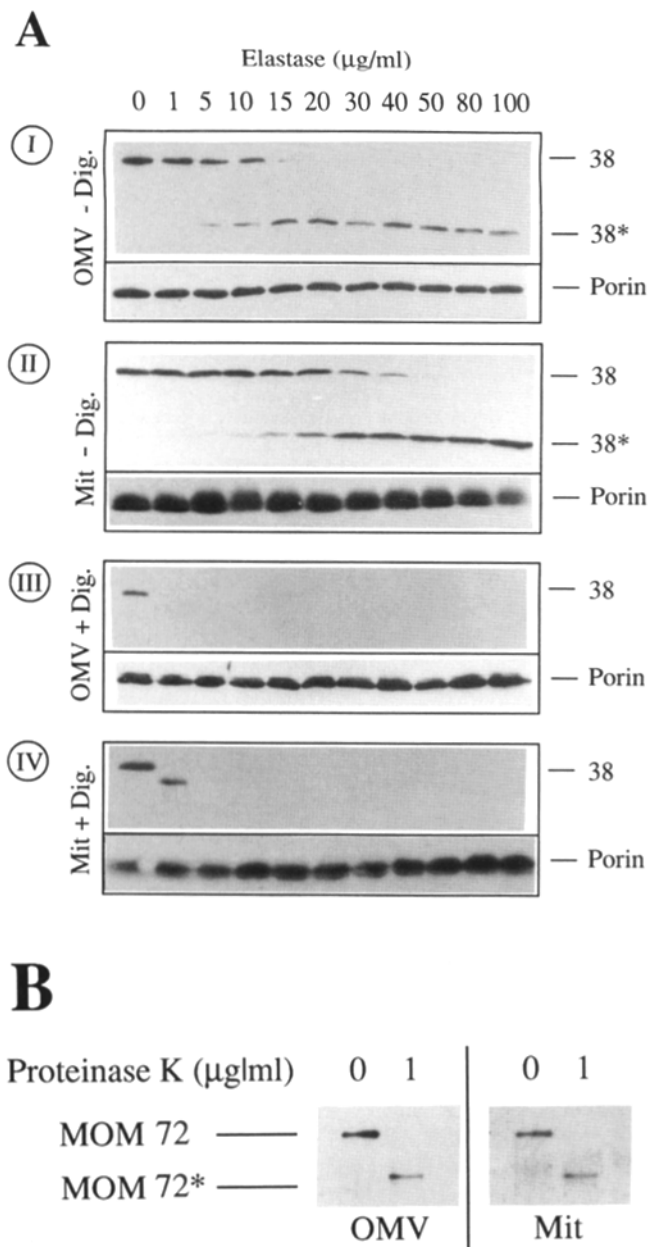 A
Elastase (μg/ml)
0 1 5 10 15 20 30 40 50 80 100
I
OMV - Dig.
38
38*
Porin
II
Mit - Dig.
38
38*
Porin
III
OMV + Dig.
38
Porin
IV
Mit + Dig.
38
Porin
B
Proteinase K (μg|ml) 0 1 0 1
MOM 72
MOM 72*
OMV Mit